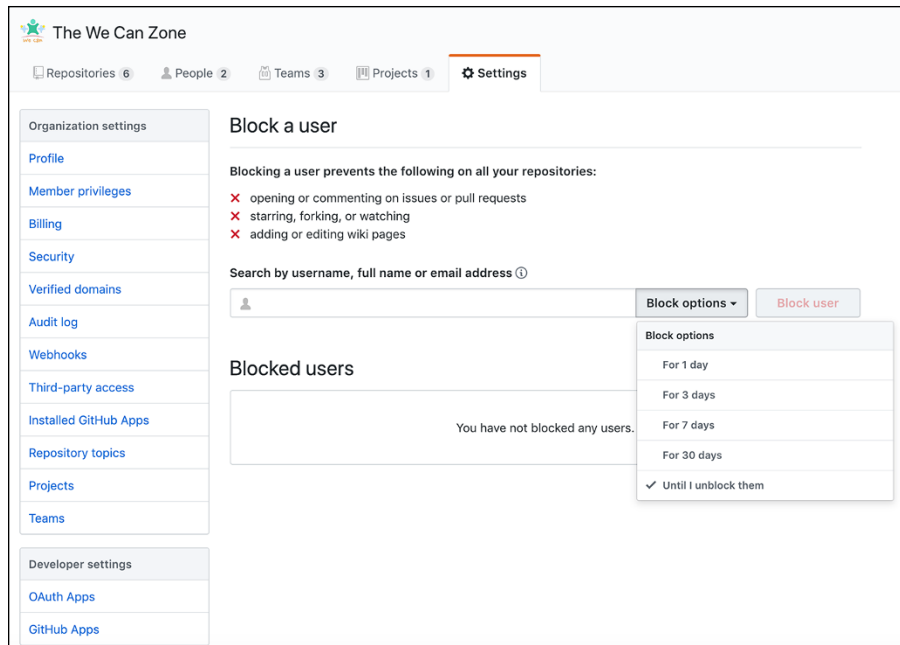 The We Can Zone
Repositories 6 People 2 Teams 3 Projects 1 Settings
Organization settings
Profile
Member privileges
Billing
Security
Verified domains
Audit log
Webhooks
Third-party access
Installed GitHub Apps
Repository topics
Projects
Teams
Developer settings
OAuth Apps
GitHub Apps
Block a user
Blocking a user prevents the following on all your repositories:
opening or commenting on issues or pull requests
starring, forking, or watching
adding or editing wiki pages
Search by username, full name or email address
Block options Block user
Block options
For 1 day
For 3 days
For 7 days
For 30 days
Until I unblock them
Blocked users
You have not blocked any users.